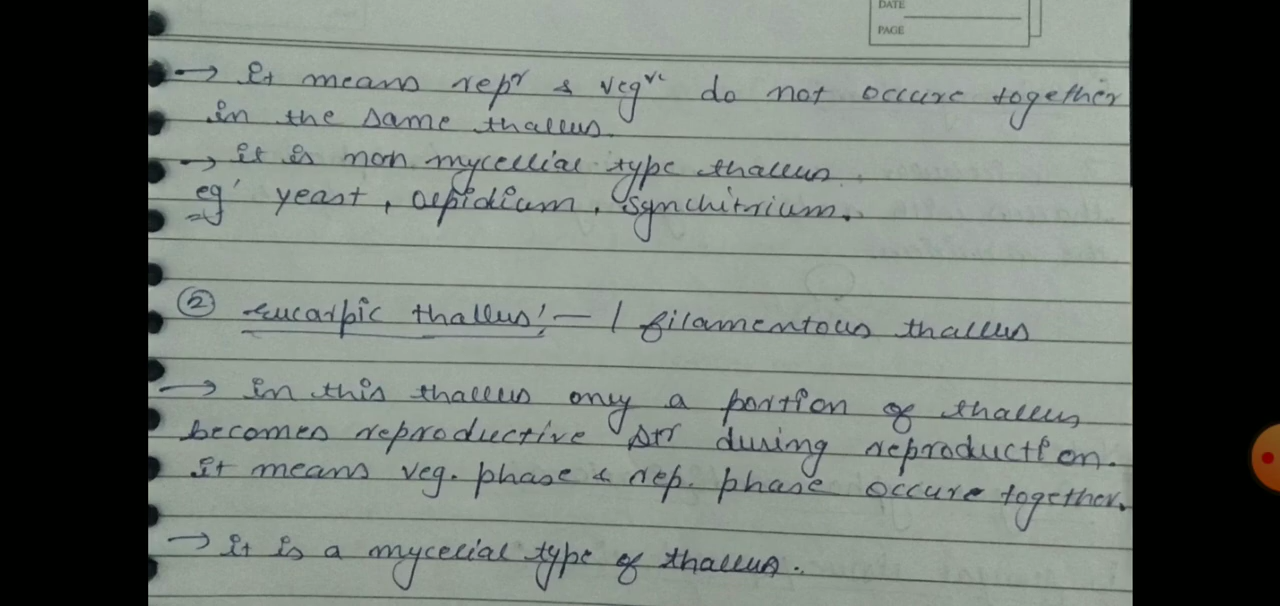 DATE
PAGE
→ It means repr & vegve do not occure together
in the same thallus.
→ it is non mycellial type thallus.
eg' yeast, olpidium, synchitrium.
② Eucarpic thallus:- / filamentous thallus
→ In this thallus only a portion of thallus
becomes reproductive str during reproduction.
it means veg. phase & rep. phase occure together.
→ it is a mycelial type of thallus.